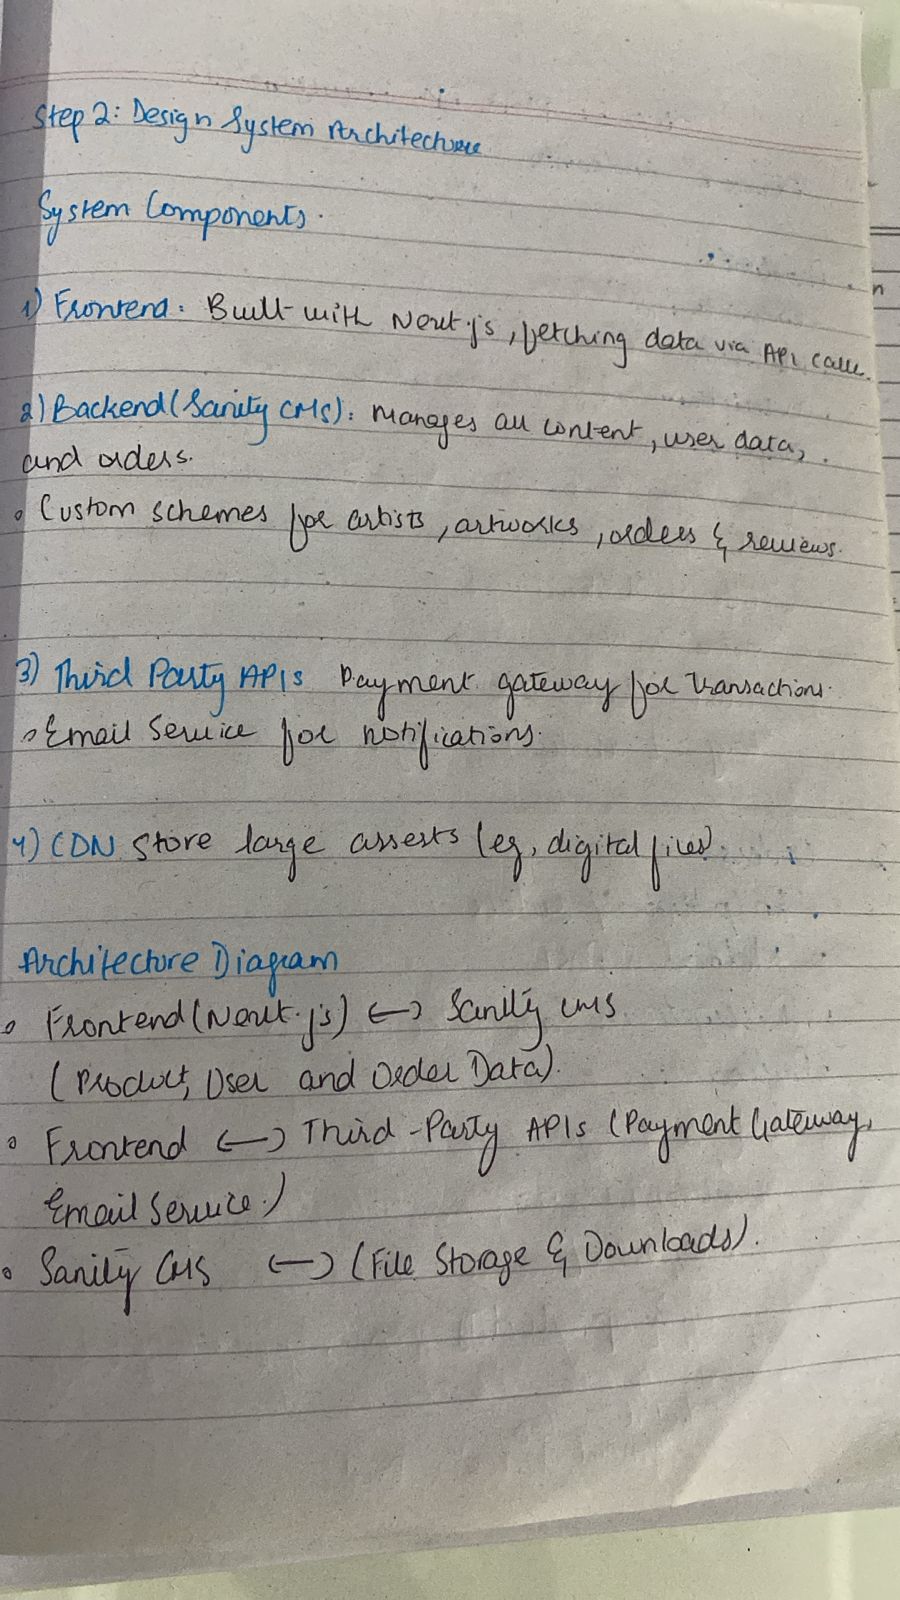 Step 2: Design System Architecture
System Components.
1) Frontend: Built with Next.js, fetching data via API calls.
2) Backend (Sanity CMS): Manages all content, user data,
and orders.
◦ Custom schemes for artists, artworks, orders & reviews.
3) Third Party APIs Payment gateway for transactions.
◦ Email Service for notifications.
4) CDN Store large asserts (eg, digital files).
Architecture Diagram
◦ Frontend (Next.js) ↔ Sanity CMS
(Product, User and Order Data).
◦ Frontend ↔ Third-Party APIs (Payment Gateway,
Email Service.)
◦ Sanity CMS ↔ (File Storage & Downloads).
n